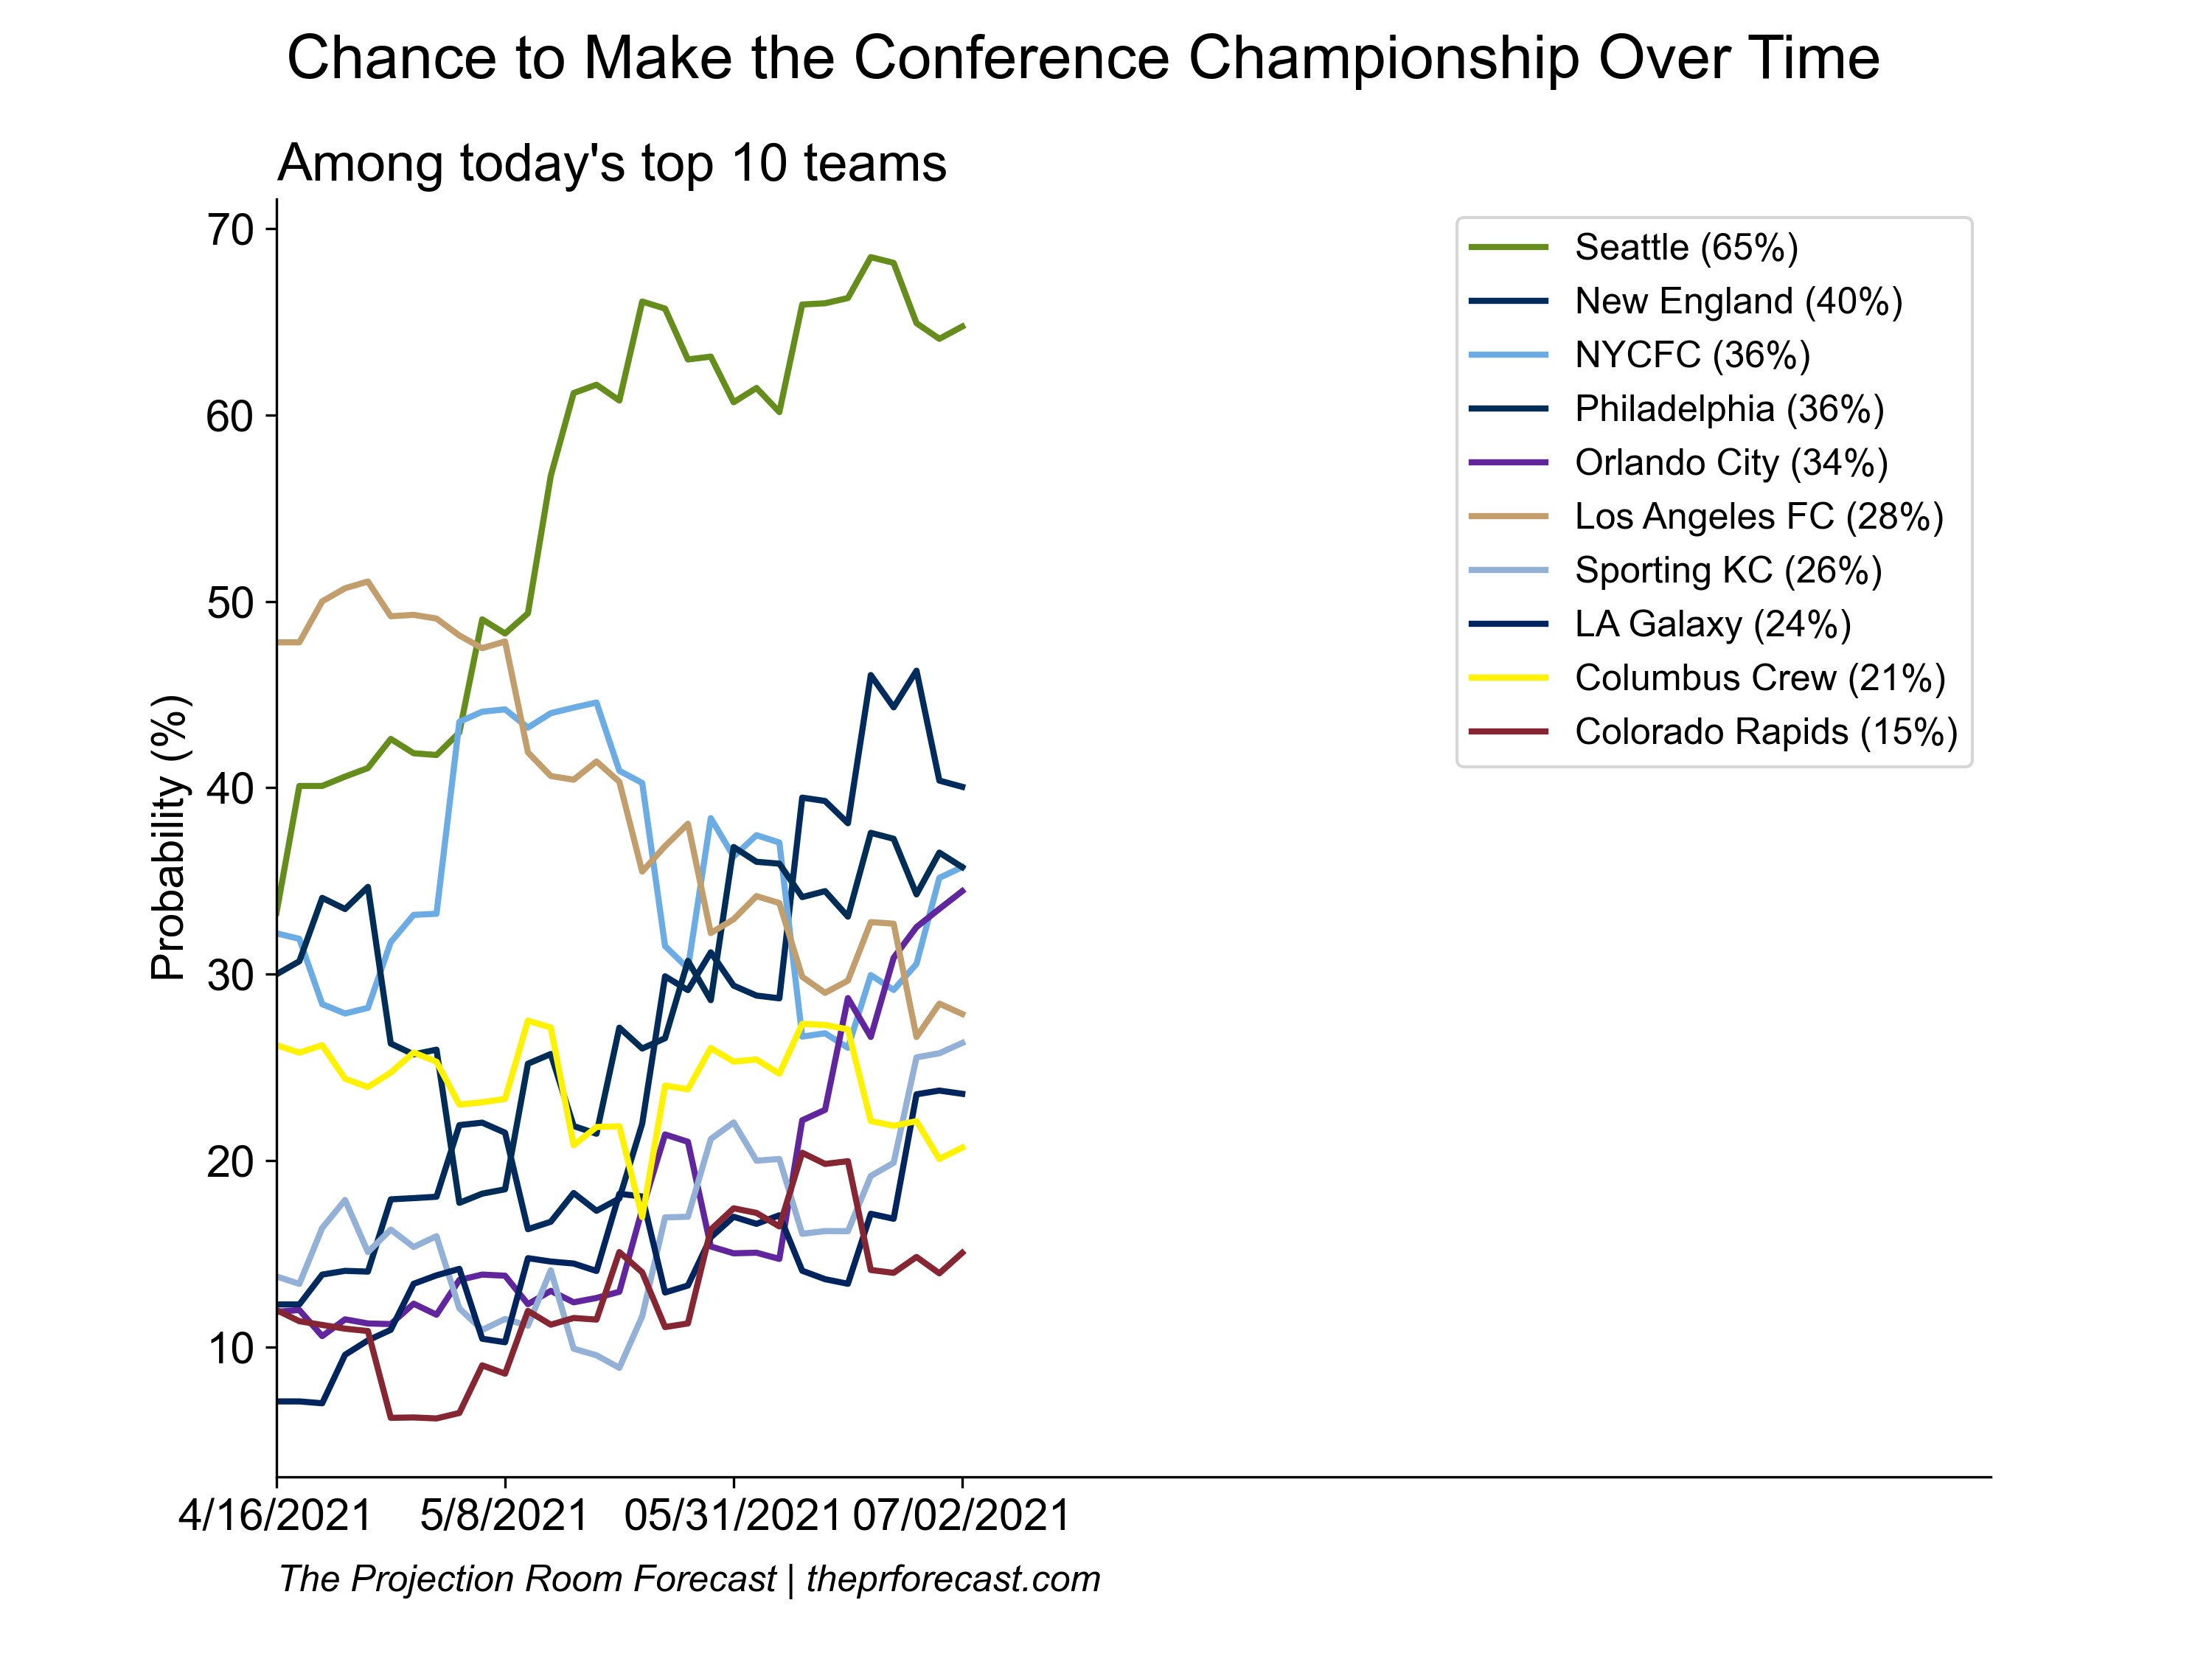 Chance to Make the Conference Championship Over Time
Among today's top 10 teams
70
60
50
40
30
20
10
Probability (%)
Seattle (65%)
New England (40%)
NYCFC (36%)
Philadelphia (36%)
Orlando City (34%)
Los Angeles FC (28%)
Sporting KC (26%)
LA Galaxy (24%)
Columbus Crew (21%)
Colorado Rapids (15%)
4/16/2021 5/8/2021 05/31/2021 07/02/2021
The Projection Room Forecast | theprforecast.com